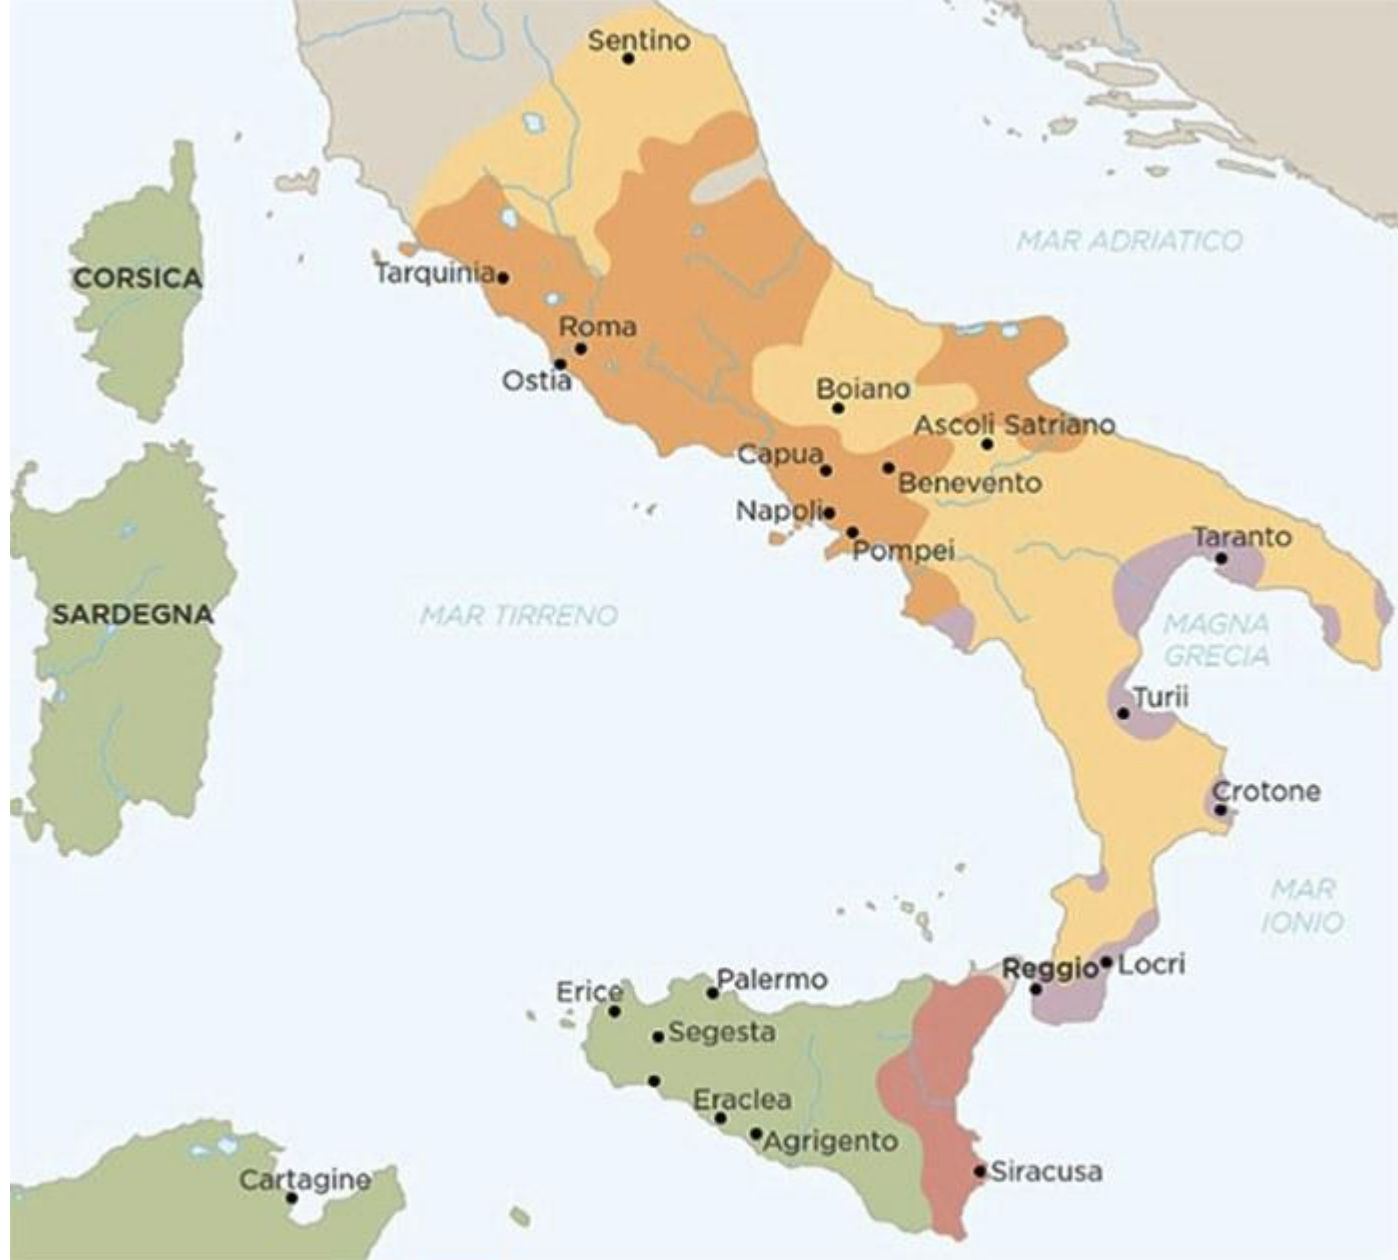 Sentino
MAR ADRIATICO
CORSICA
Tarquinia
Roma
Ostia
Boiano
Ascoli Satriano
Capua
Benevento
Napoli
Pompei
Taranto
SARDEGNA
MAR TIRRENO
MAGNA
GRECIA
Turii
Crotone
MAR
IONIO
Reggio
Locri
Erice
Palermo
Segesta
Eraclea
Agrigento
Siracusa
Cartagine